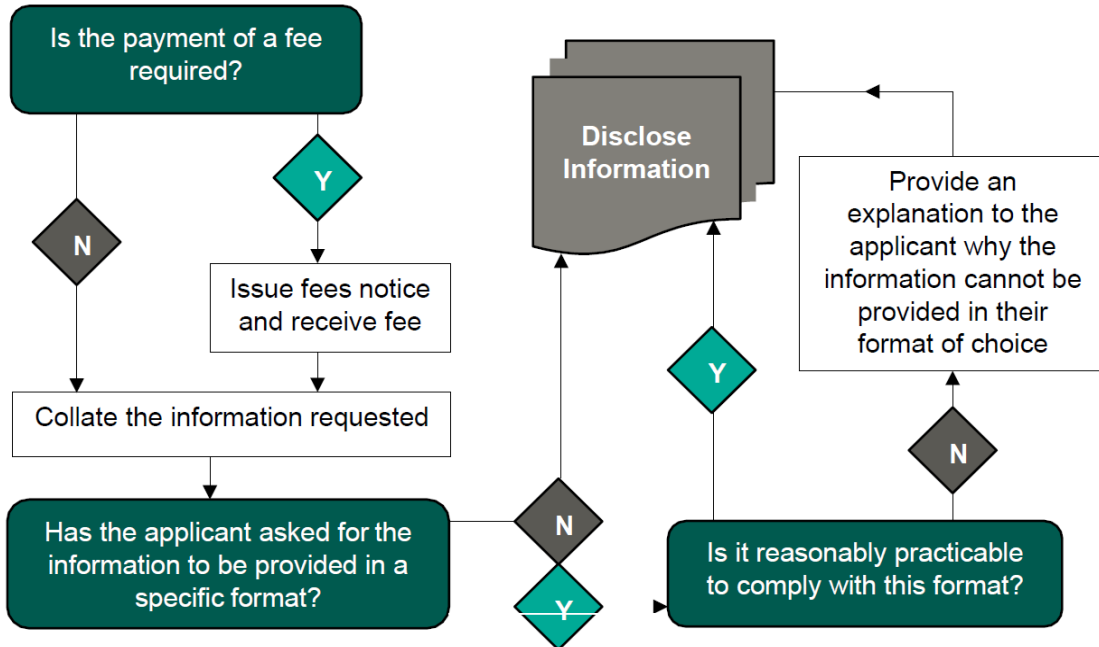 Is the payment of a fee
required?
Y
N
Issue fees notice
and receive fee
Collate the information requested
Has the applicant asked for the
information to be provided in a
specific format?
N
Y
Disclose
Information
Y
Is it reasonably practicable
to comply with this format?
N
Provide an
explanation to the
applicant why the
information cannot be
provided in their
format of choice